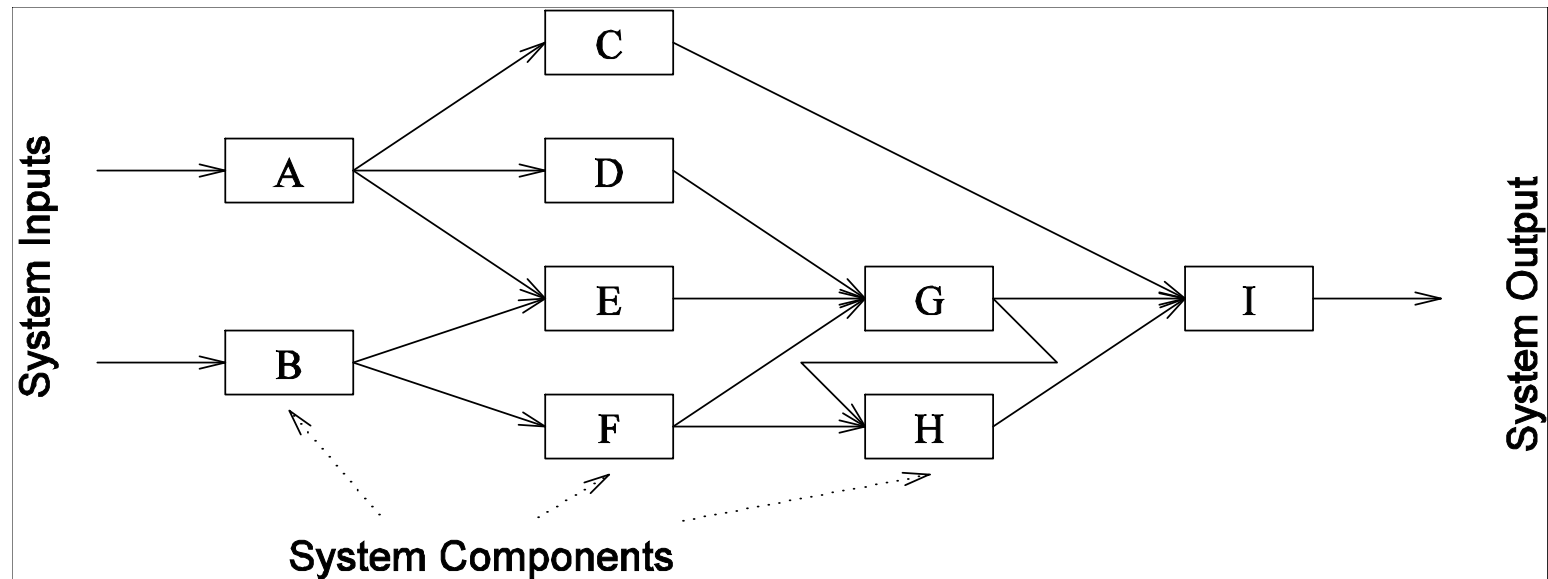 System Inputs
A
B
C
D
E
F
G
H
I
System Output
System Components